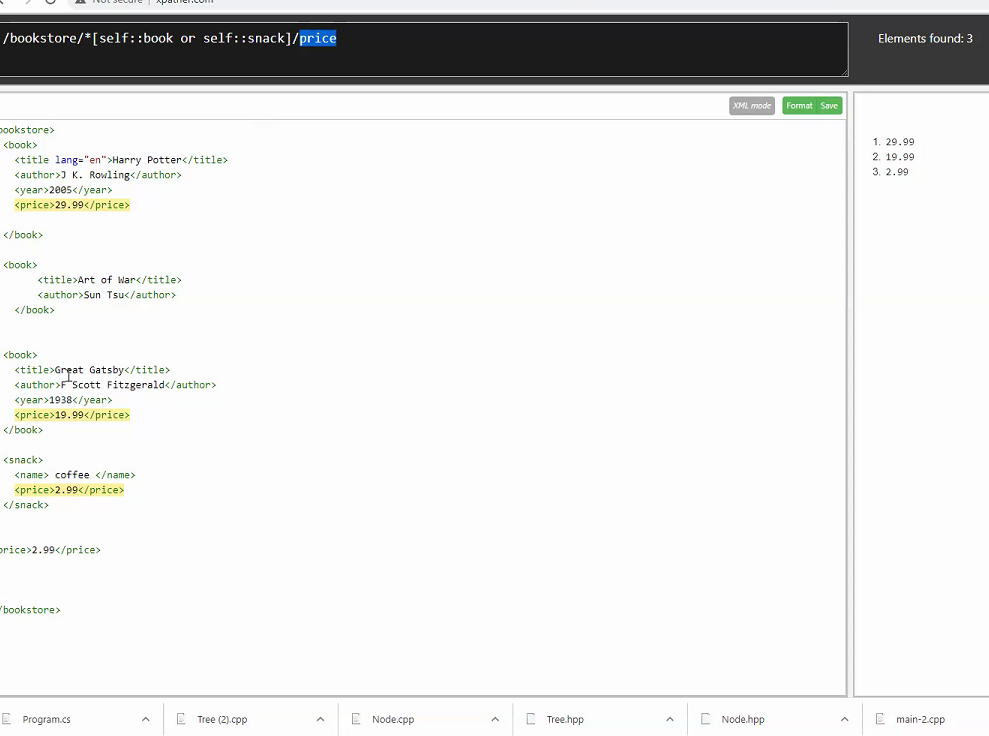 Not secure xpather.com
/bookstore/*[self::book or self::snack]/price
Elements found: 3
XML mode Format Save
bookstore>
<book>
<title lang="en">Harry Potter</title>
<author>J K. Rowling</author>
<year>2005</year>
<price>29.99</price>
</book>
<book>
<title>Art of War</title>
<author>Sun Tsu</author>
</book>
<book>
<title>Great Gatsby</title>
<author>F Scott Fitzgerald</author>
<year>1938</year>
<price>19.99</price>
</book>
<snack>
<name> coffee </name>
<price>2.99</price>
</snack>
price>2.99</price>
/bookstore>
1. 29.99
2. 19.99
3. 2.99
Program.cs
Tree (2).cpp
Node.cpp
Tree.hpp
Node.hpp
main-2.cpp